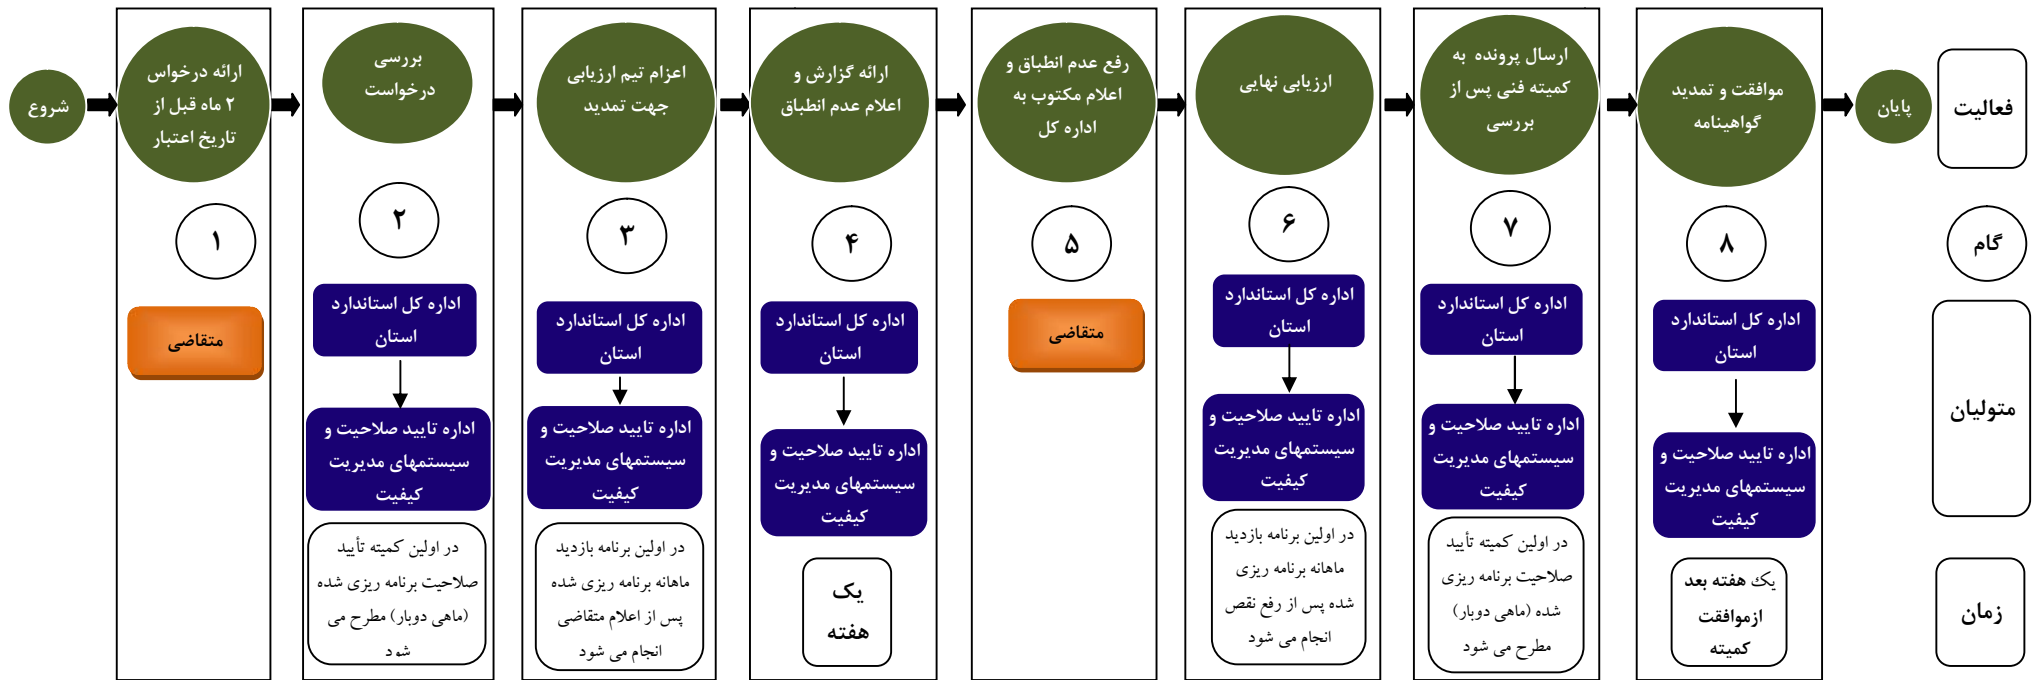 شروع
ارائه درخواس
۲ ماه قبل از
تاریخ اعتبار
۱
متقاضی
بررسی
درخواست
۲
اداره کل استاندارد
استان
اداره تایید صلاحیت و
سیستمهای مدیریت
کیفیت
در اولین کمیته تأیید
صلاحیت برنامه ریزی شده
(ماهی دوبار) مطرح می
شود
اعزام تیم ارزیابی
جهت تمدید
۳
اداره کل استاندارد
استان
اداره تایید صلاحیت و
سیستمهای مدیریت
کیفیت
در اولین برنامه بازدید
ماهانه برنامه ریزی شده
پس از اعلام متقاضی
انجام می شود
ارائه گزارش و
اعلام عدم انطباق
۴
اداره کل استاندارد
استان
اداره تایید صلاحیت و
سیستمهای مدیریت
کیفیت
یک
هفته
رفع عدم انطباق و
اعلام مکتوب به
اداره کل
۵
متقاضی
ارزیابی نهایی
۶
اداره کل استاندارد
استان
اداره تایید صلاحیت و
سیستمهای مدیریت
کیفیت
در اولین برنامه بازدید
ماهانه برنامه ریزی
شده پس از رفع نقص
انجام می شود
ارسال پرونده به
کمیته فنی پس از
بررسی
۷
اداره کل استاندارد
استان
اداره تایید صلاحیت و
سیستمهای مدیریت
کیفیت
در اولین کمیته تأیید
صلاحیت برنامه ریزی
شده (ماهی دوبار)
مطرح می شود
موافقت و تمدید
گواهینامه
۸
اداره کل استاندارد
استان
اداره تایید صلاحیت و
سیستمهای مدیریت
کیفیت
یک هفته بعد
ازموافقت
کمیته
پایان
فعالیت
گام
متولیان
زمان